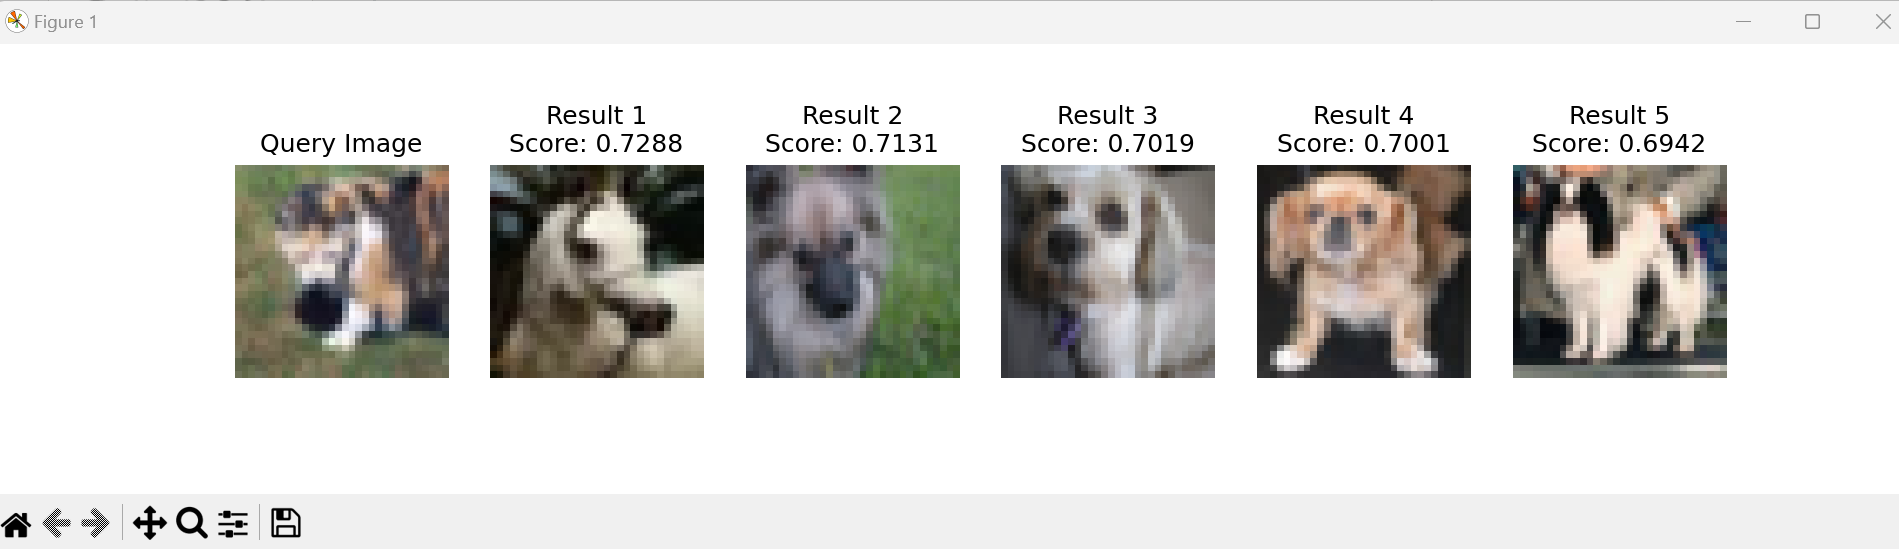 Figure 1
Query Image
Result 1
Score: 0.7288
Result 2
Score: 0.7131
Result 3
Score: 0.7019
Result 4
Score: 0.7001
Result 5
Score: 0.6942